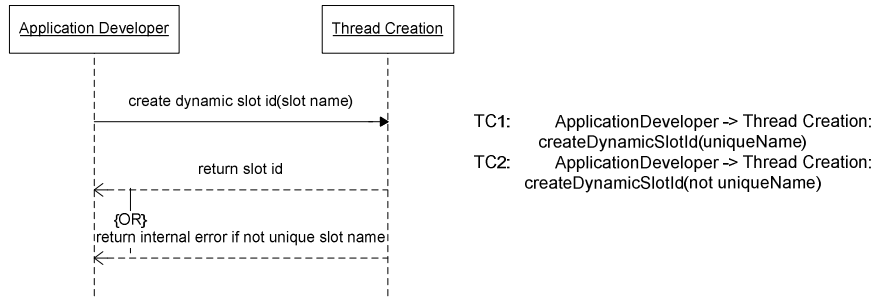 Application Developer
Thread Creation
create dynamic slot id(slot name)
return slot id
{OR}
return internal error if not unique slot name
TC1: ApplicationDeveloper -> Thread Creation:
createDynamicSlotId(uniqueName)
TC2: ApplicationDeveloper -> Thread Creation:
createDynamicSlotId(not uniqueName)